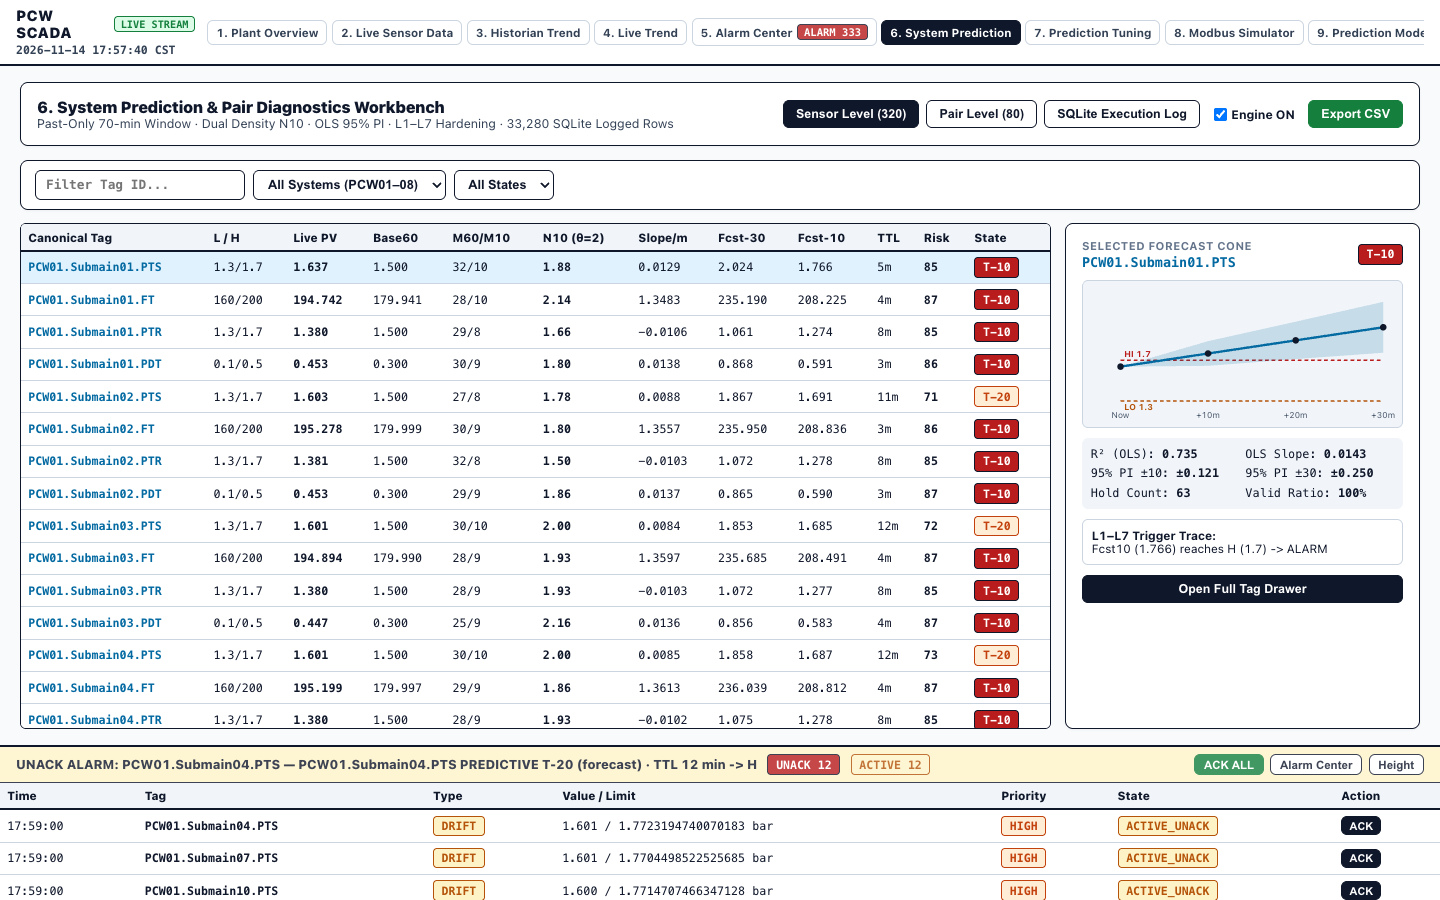 PCW SCADA
LIVE STREAM
2026-11-14 17:57:40 CST
1. Plant Overview
2. Live Sensor Data
3. Historian Trend
4. Live Trend
5. Alarm Center ALARM 333
6. System Prediction
7. Prediction Tuning
8. Modbus Simulator
9. Prediction Mode
6. System Prediction & Pair Diagnostics Workbench
Past-Only 70-min Window · Dual Density N10 · OLS 95% PI · L1–L7 Hardening · 33,280 SQLite Logged Rows
Sensor Level (320)
Pair Level (80)
SQLite Execution Log
Engine ON
Export CSV
Filter Tag ID...
All Systems (PCW01–08)
All States
Canonical Tag L / H Live PV Base60 M60/M10 N10 (θ=2) Slope/m Fcst-30 Fcst-10 TTL Risk State
PCW01.Submain01.PTS 1.3/1.7 1.637 1.500 32/10 1.88 0.0129 2.024 1.766 5m 85 T-10
PCW01.Submain01.FT 160/200 194.742 179.941 28/10 2.14 1.3483 235.190 208.225 4m 87 T-10
PCW01.Submain01.PTR 1.3/1.7 1.380 1.500 29/8 1.66 −0.0106 1.061 1.274 8m 85 T-10
PCW01.Submain01.PDT 0.1/0.5 0.453 0.300 30/9 1.80 0.0138 0.868 0.591 3m 86 T-10
PCW01.Submain02.PTS 1.3/1.7 1.603 1.500 27/8 1.78 0.0088 1.867 1.691 11m 71 T-20
PCW01.Submain02.FT 160/200 195.278 179.999 30/9 1.80 1.3557 235.950 208.836 3m 86 T-10
PCW01.Submain02.PTR 1.3/1.7 1.381 1.500 32/8 1.50 −0.0103 1.072 1.278 8m 85 T-10
PCW01.Submain02.PDT 0.1/0.5 0.453 0.300 29/9 1.86 0.0137 0.865 0.590 3m 87 T-10
PCW01.Submain03.PTS 1.3/1.7 1.601 1.500 30/10 2.00 0.0084 1.853 1.685 12m 72 T-20
PCW01.Submain03.FT 160/200 194.894 179.990 28/9 1.93 1.3597 235.685 208.491 4m 87 T-10
PCW01.Submain03.PTR 1.3/1.7 1.380 1.500 28/9 1.93 −0.0103 1.072 1.277 8m 85 T-10
PCW01.Submain03.PDT 0.1/0.5 0.447 0.300 25/9 2.16 0.0136 0.856 0.583 4m 87 T-10
PCW01.Submain04.PTS 1.3/1.7 1.601 1.500 30/10 2.00 0.0085 1.858 1.687 12m 73 T-20
PCW01.Submain04.FT 160/200 195.199 179.997 29/9 1.86 1.3613 236.039 208.812 4m 87 T-10
PCW01.Submain04.PTR 1.3/1.7 1.380 1.500 28/9 1.93 −0.0102 1.075 1.278 8m 85 T-10
SELECTED FORECAST CONE
PCW01.Submain01.PTS
T-10
HI 1.7
LO 1.3
Now +10m +20m +30m
R² (OLS): 0.735 OLS Slope: 0.0143
95% PI ±10: ±0.121 95% PI ±30: ±0.250
Hold Count: 63 Valid Ratio: 100%
L1–L7 Trigger Trace:
Fcst10 (1.766) reaches H (1.7) -> ALARM
Open Full Tag Drawer
UNACK ALARM: PCW01.Submain04.PTS — PCW01.Submain04.PTS PREDICTIVE T-20 (forecast) · TTL 12 min -> H
UNACK 12
ACTIVE 12
ACK ALL
Alarm Center
Height
Time Tag Type Value / Limit Priority State Action
17:59:00 PCW01.Submain04.PTS DRIFT 1.601 / 1.7723194740070183 bar HIGH ACTIVE_UNACK ACK
17:59:00 PCW01.Submain07.PTS DRIFT 1.601 / 1.7704498522525685 bar HIGH ACTIVE_UNACK ACK
17:59:00 PCW01.Submain10.PTS DRIFT 1.600 / 1.7714707466347128 bar HIGH ACTIVE_UNACK ACK